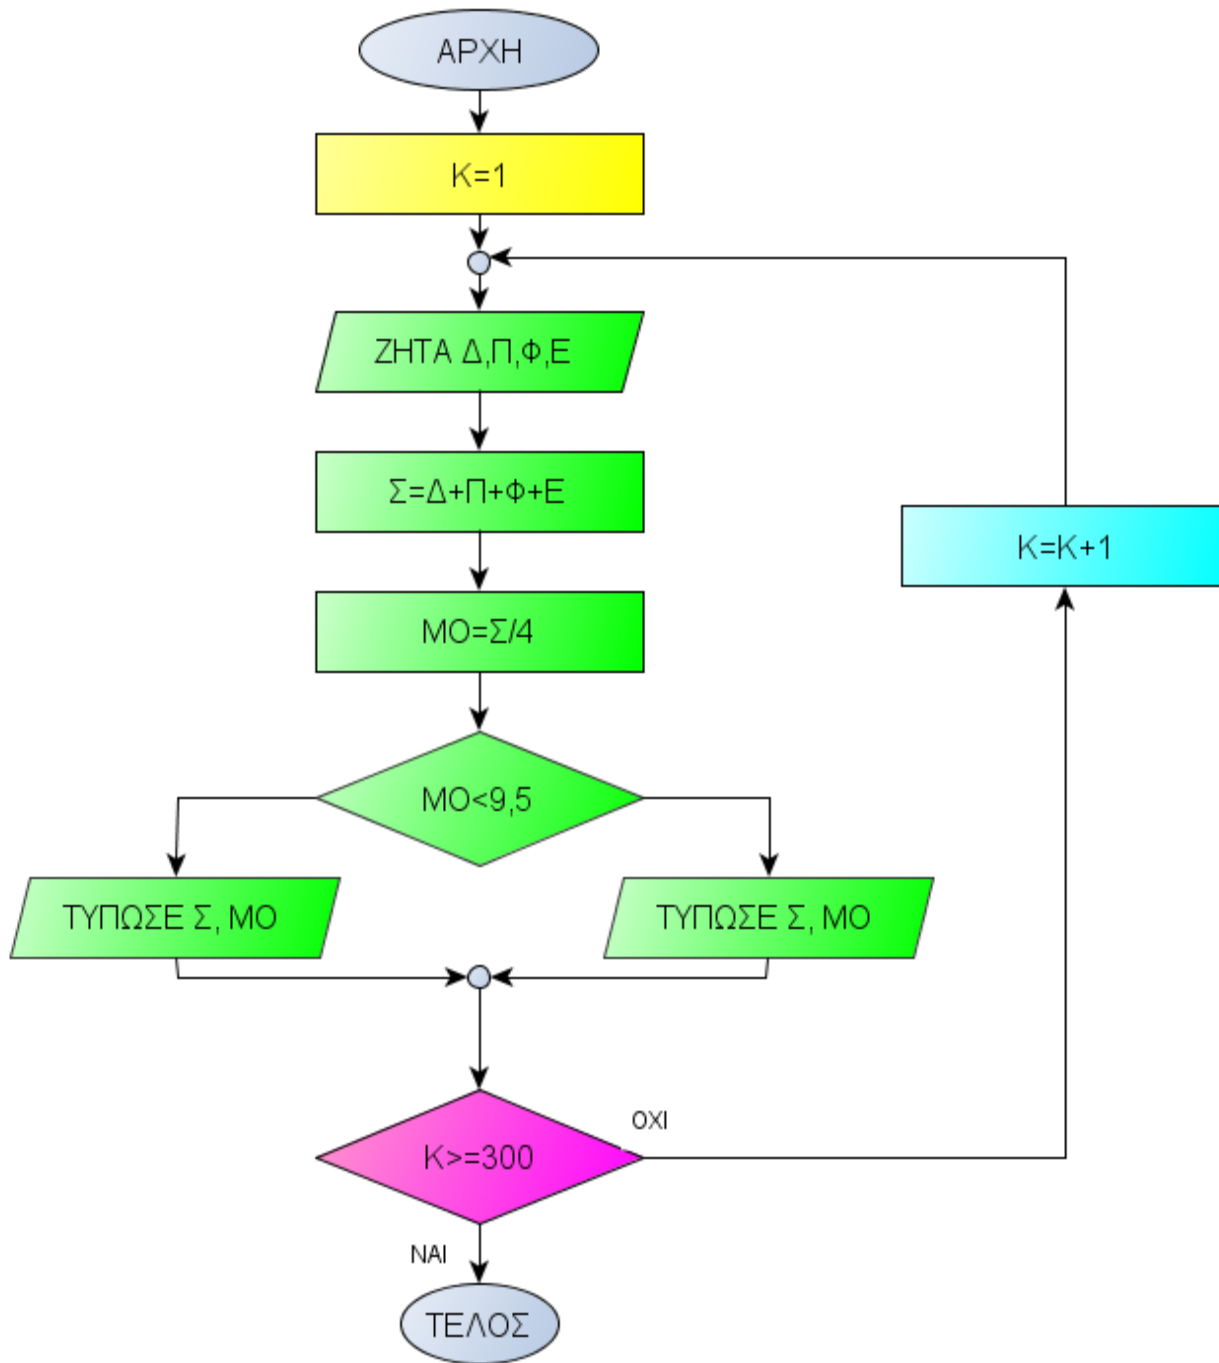 ΑΡΧΗ
Κ=1
ΖΗΤΑ Δ,Π,Φ,Ε
Σ=Δ+Π+Φ+Ε
ΜΟ=Σ/4
ΜΟ<9,5
ΤΥΠΩΣΕ Σ, ΜΟ
ΤΥΠΩΣΕ Σ, ΜΟ
Κ>=300
ΟΧΙ
Κ=Κ+1
ΝΑΙ
ΤΕΛΟΣ